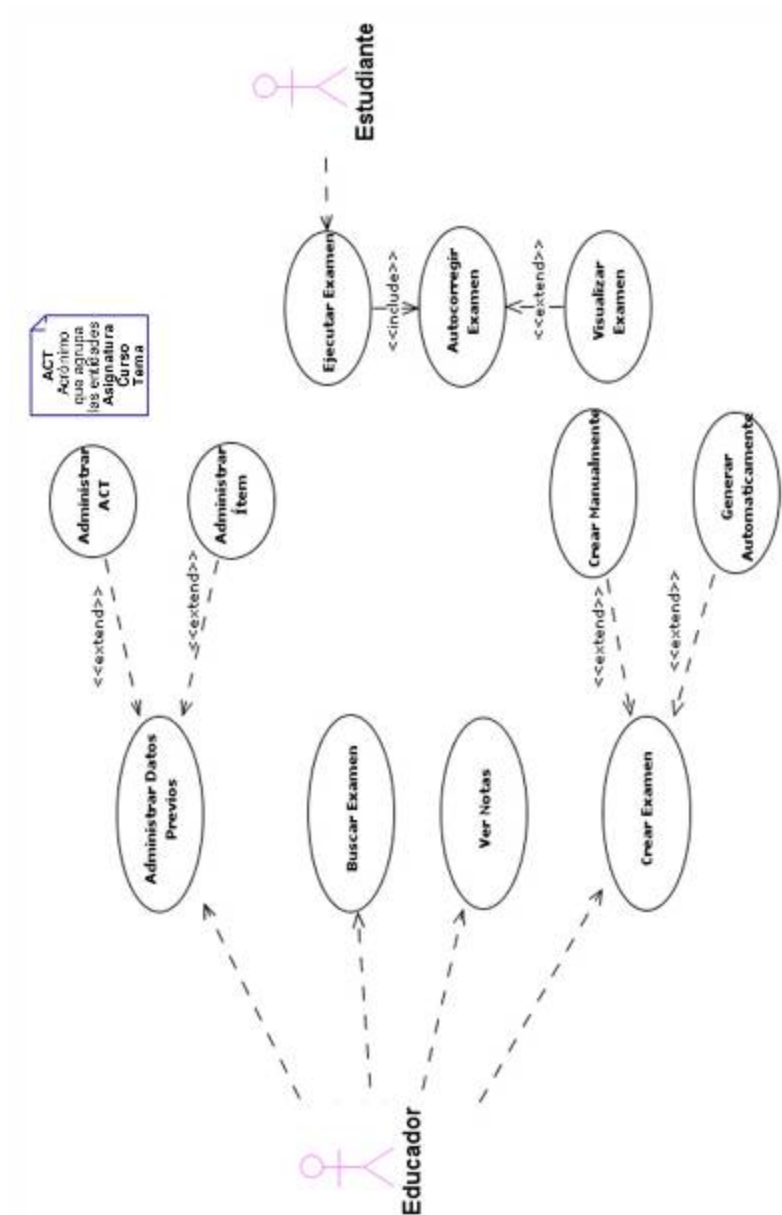 ACT
Acrónimo
que agrupa
las entidades
Asignatura
Curso
Tema
Administrar
ACT
<<extend>>
Administrar
Ítem
<<extend>>
Administrar Datos
Previos
Buscar Examen
Ver Notas
Crear Examen
Crear Manualmente
<<extend>>
Generar
Automaticamente
<<extend>>
Ejecutar Examen
<<include>>
Autocorregir
Examen
<<extend>>
Visualizar
Examen
Estudiante
Educador